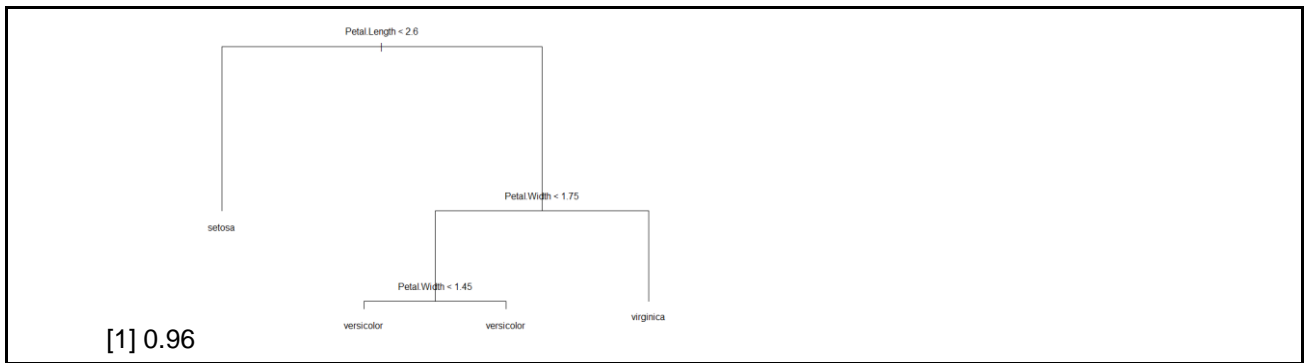 Petal.Length < 2.6
Petal.Width < 1.75
setosa
Petal.Width < 1.45
versicolor
versicolor
virginica
[1] 0.96